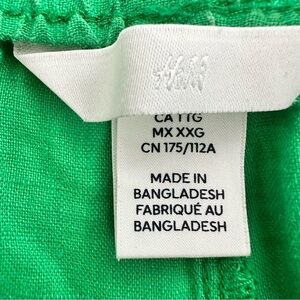 H&M
CA TTG
MX XXG
CN 175/112A
MADE IN
BANGLADESH
FABRIQUÉ AU
BANGLADESH